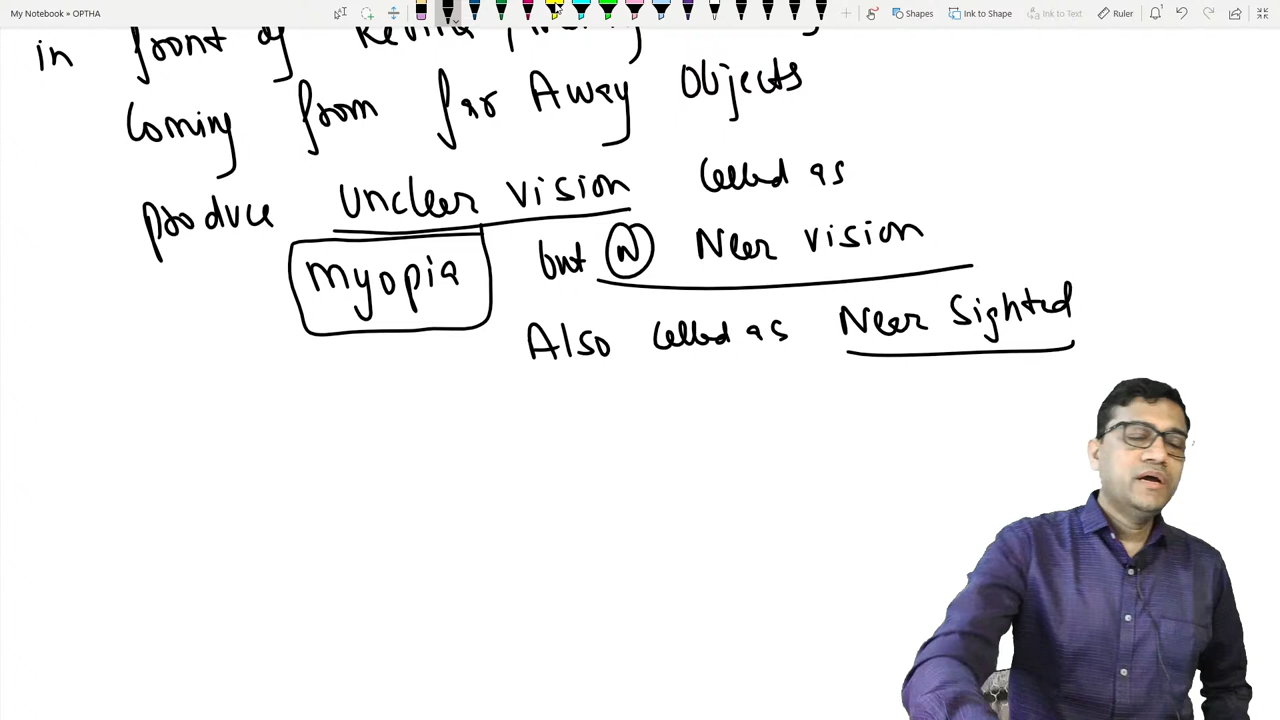 My Notebook » OPTHA
Shapes Ink to Shape Ink to Text Ruler
in front of
Coming from far Away Objects
produce unclear vision called as
Myopia but N Near vision
Also called as Near Sighted